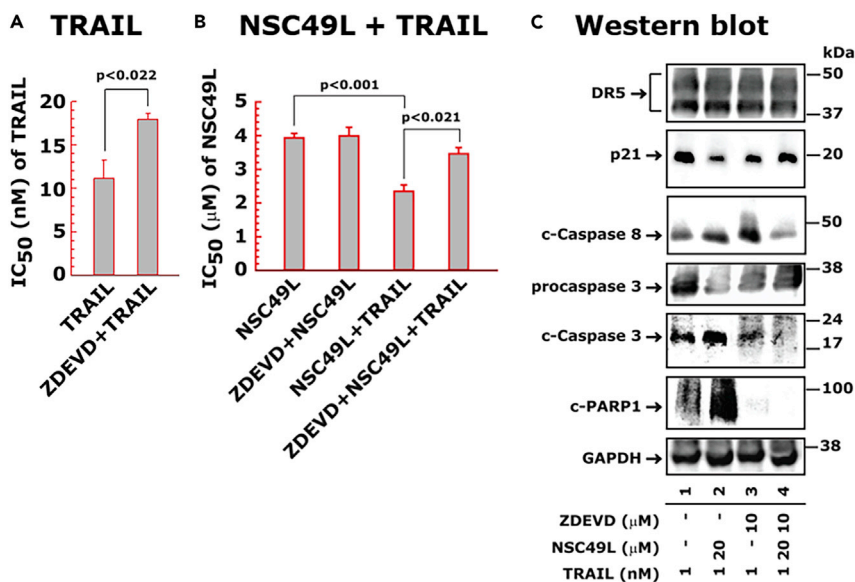 A TRAIL
p<0.022
IC50 (nM) of TRAIL
20
15
10
5
0
TRAIL
ZDEVD+TRAIL
B NSC49L + TRAIL
p<0.001
p<0.021
IC50 (μM) of NSC49L
5
4
3
2
1
0
NSC49L
ZDEVD+NSC49L
NSC49L+TRAIL
ZDEVD+NSC49L+TRAIL
C Western blot
kDa
DR5 → 50
37
p21 → 20
c-Caspase 8 → 50
procaspase 3 → 38
c-Caspase 3 → 24
17
c-PARP1 → 100
GAPDH → 38
1 2 3 4
ZDEVD (μM) - - 10 10
NSC49L (μM) - 20 - 20
TRAIL (nM) 1 1 1 1